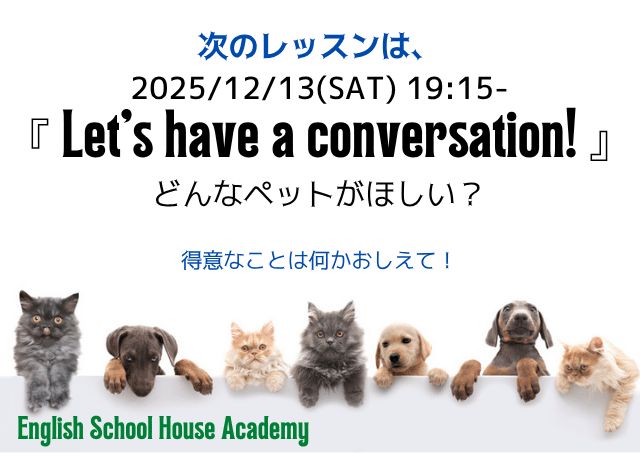 次のレッスンは、
2025/12/13(SAT) 19:15-
『 Let's have a conversation! 』
どんなペットがほしい？
得意なことは何かおしえて！
English School House Academy